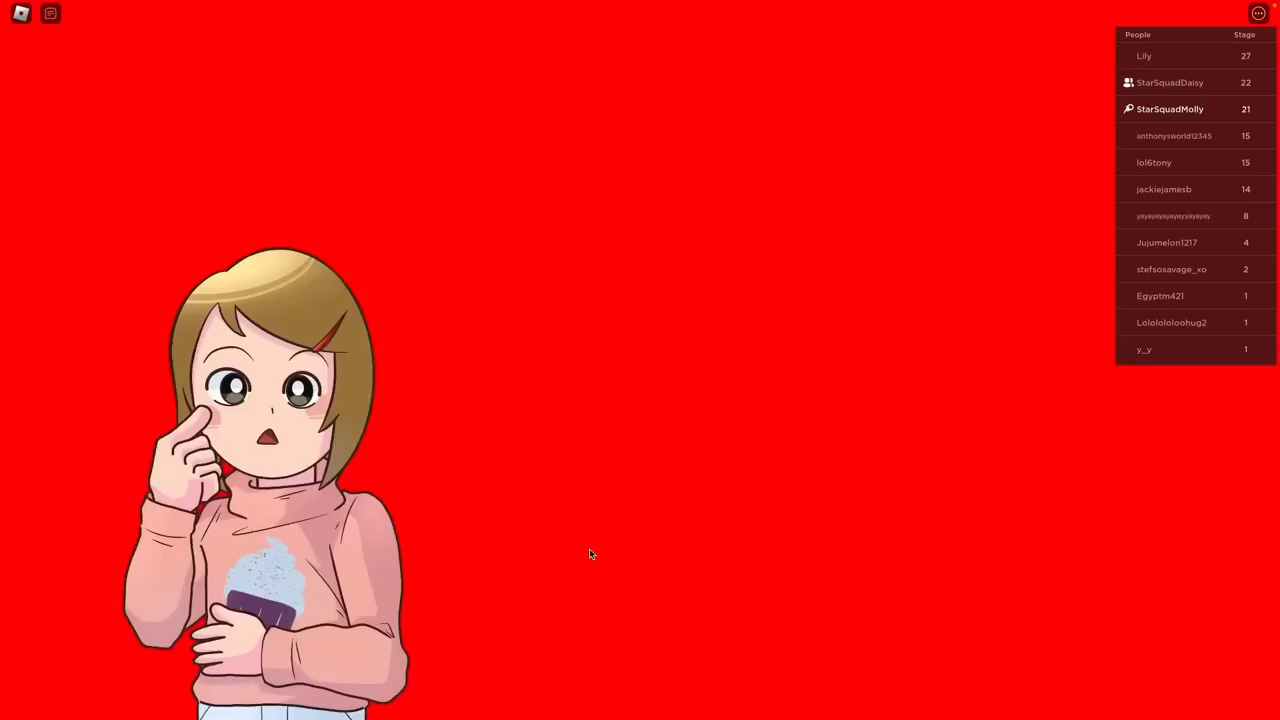 People Stage
Lily 27
StarSquadDaisy 22
StarSquadMolly 21
anthonysworld12345 15
lol6tony 15
jackiejamesb 14
yayayayayayayyayayay 8
Jujumelon1217 4
stefsosavage_xo 2
Egyptm421 1
Lololololoohug2 1
y_y 1